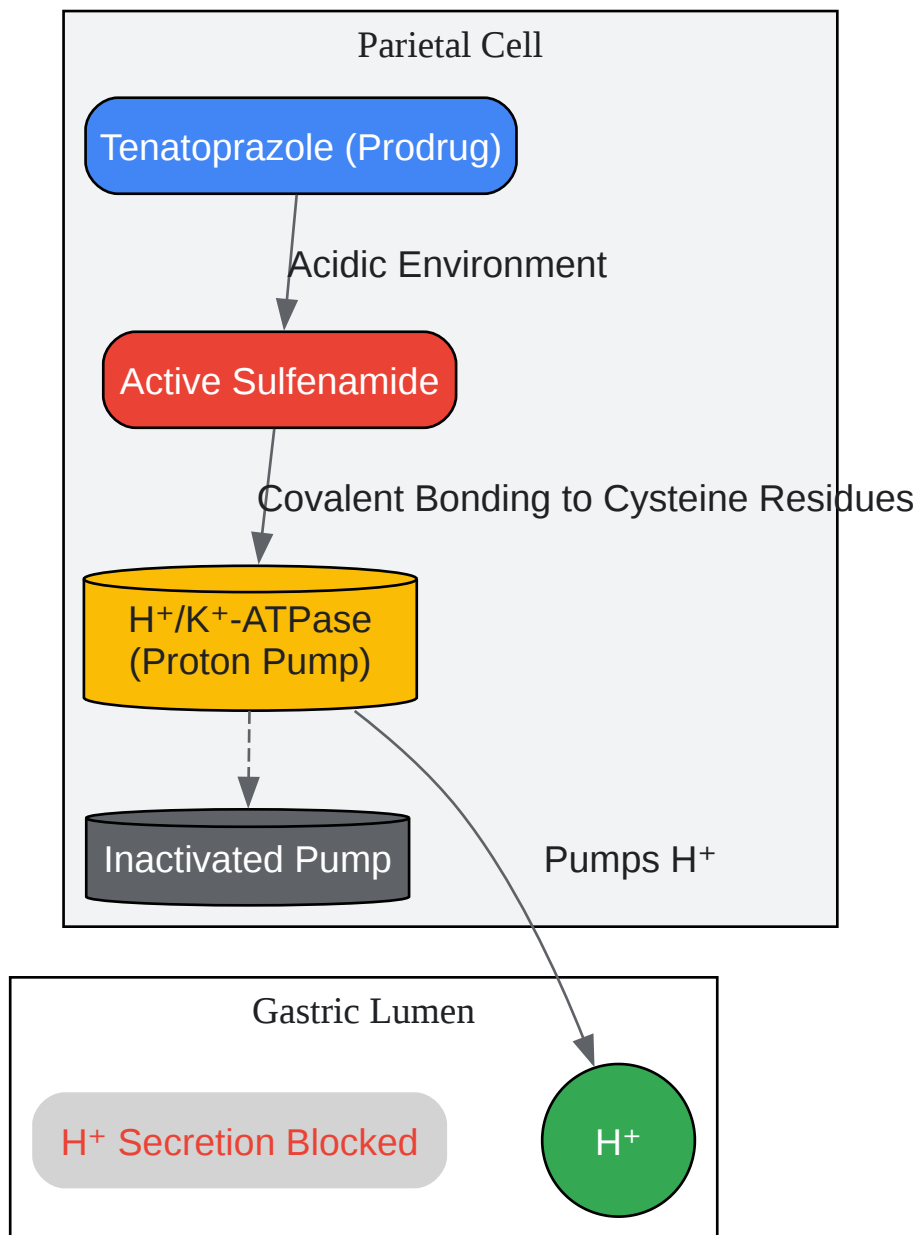 Parietal Cell
Tenatoprazole (Prodrug)
Acidic Environment
Active Sulfenamide
Covalent Bonding to Cysteine Residues
H⁺/K⁺-ATPase
(Proton Pump)
Inactivated Pump
Pumps H⁺
Gastric Lumen
H⁺ Secretion Blocked
H⁺